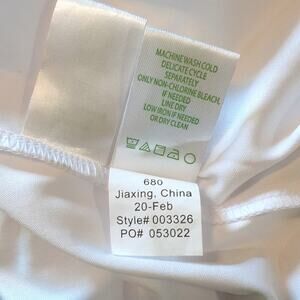 MACHINE WASH COLD
DELICATE CYCLE
SEPARATELY
ONLY NON-CHLORINE BLEACH
IF NEEDED
LINE DRY
LOW IRON IF NEEDED
OR DRY CLEAN
680
Jiaxing, China
20-Feb
Style# 003326
PO# 053022